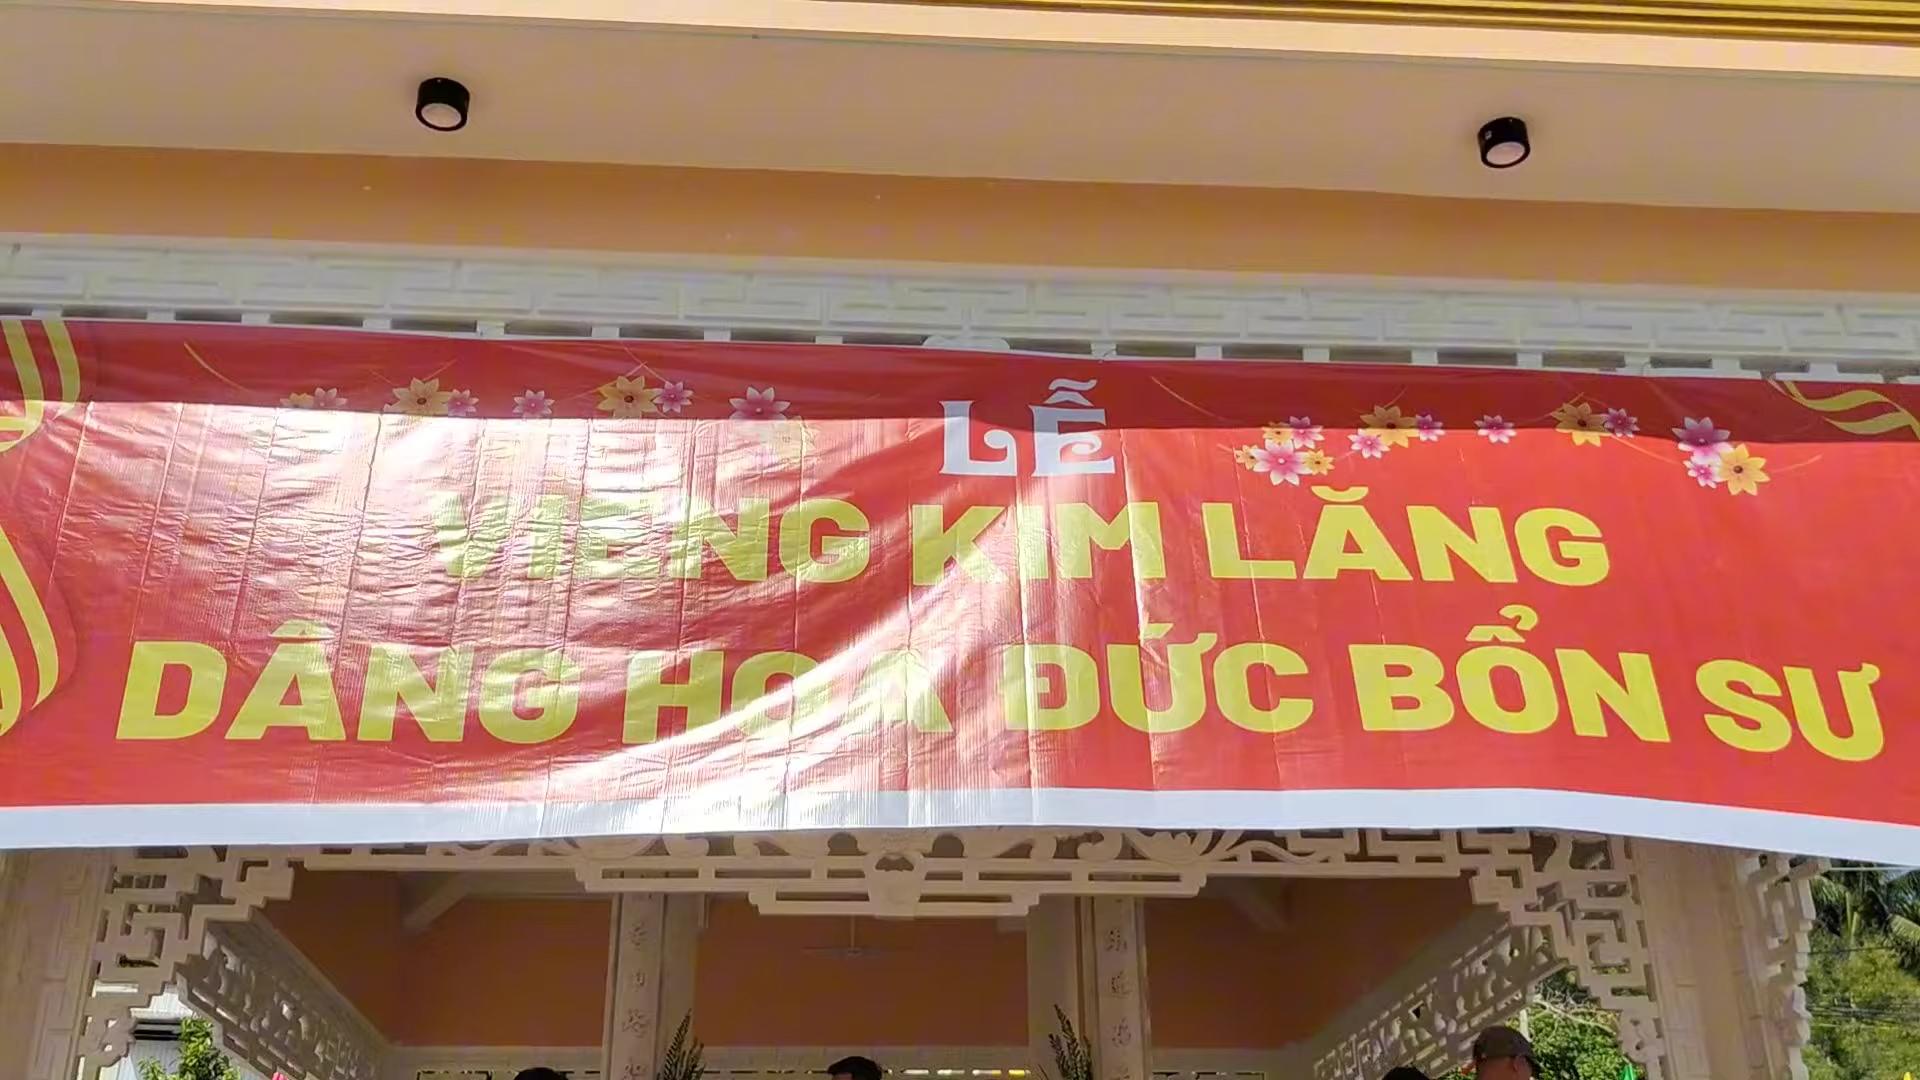 LỄ
VIẾNG KIM LĂNG
DÂNG HOA ĐỨC BỔN SƯ